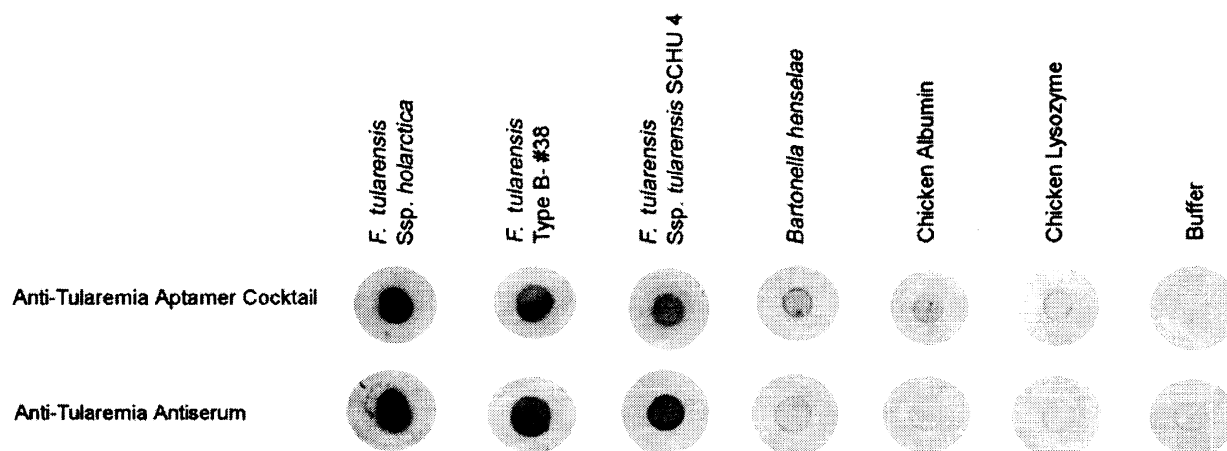 F. tularensis
Ssp. holarctica
F. tularensis
Type B- #38
F. tularensis
Ssp. tularensis SCHU 4
Bartonella henselae
Chicken Albumin
Chicken Lysozyme
Buffer
Anti-Tularemia Aptamer Cocktail
Anti-Tularemia Antiserum